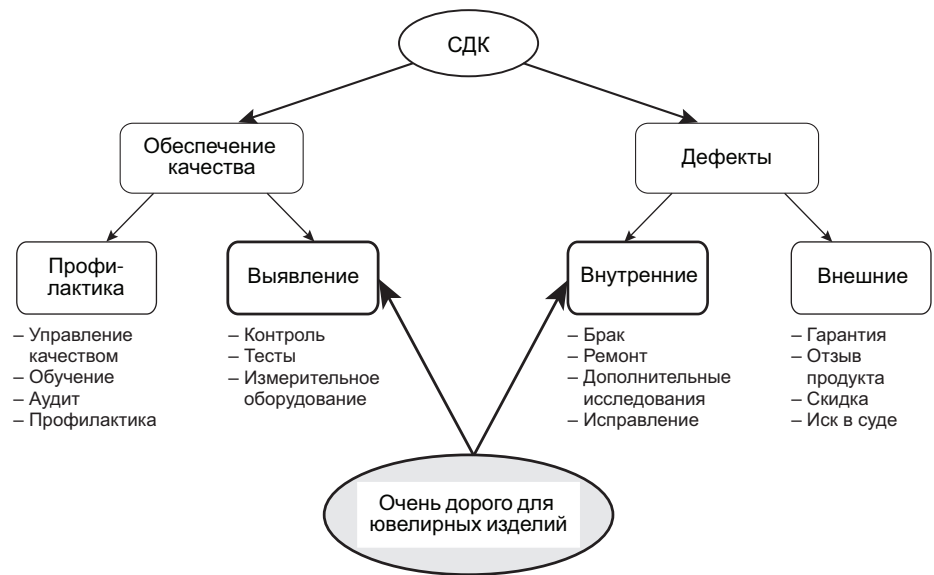 СДК
Обеспечение
качества
Дефекты
Профи-
лактика
Выявление
Внутренние
Внешние
– Управление
качеством
– Обучение
– Аудит
– Профилактика
– Контроль
– Тесты
– Измерительное
оборудование
– Брак
– Ремонт
– Дополнительные
исследования
– Исправление
– Гарантия
– Отзыв
продукта
– Скидка
– Иск в суде
Очень дорого для
ювелирных изделий